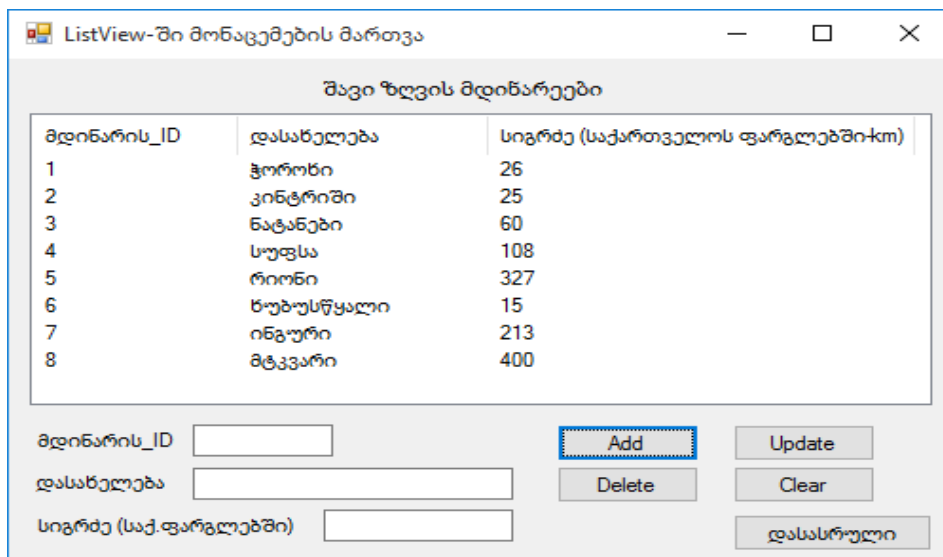 ListView-ში მონაცემების მართვა
შავი ზღვის მდინარეები
მდინარის_ID დასახელება სიგრძე (საქართველოს ფარგლებში-km)
1 ჭოროხი 26
2 კინტრიში 25
3 ნატანები 60
4 სუფსა 108
5 რიონი 327
6 ხუბუსწყალი 15
7 ინგური 213
8 მტკვარი 400
მდინარის_ID Add Update
დასახელება Delete Clear
სიგრძე (საქ.ფარგლებში) დასასრული